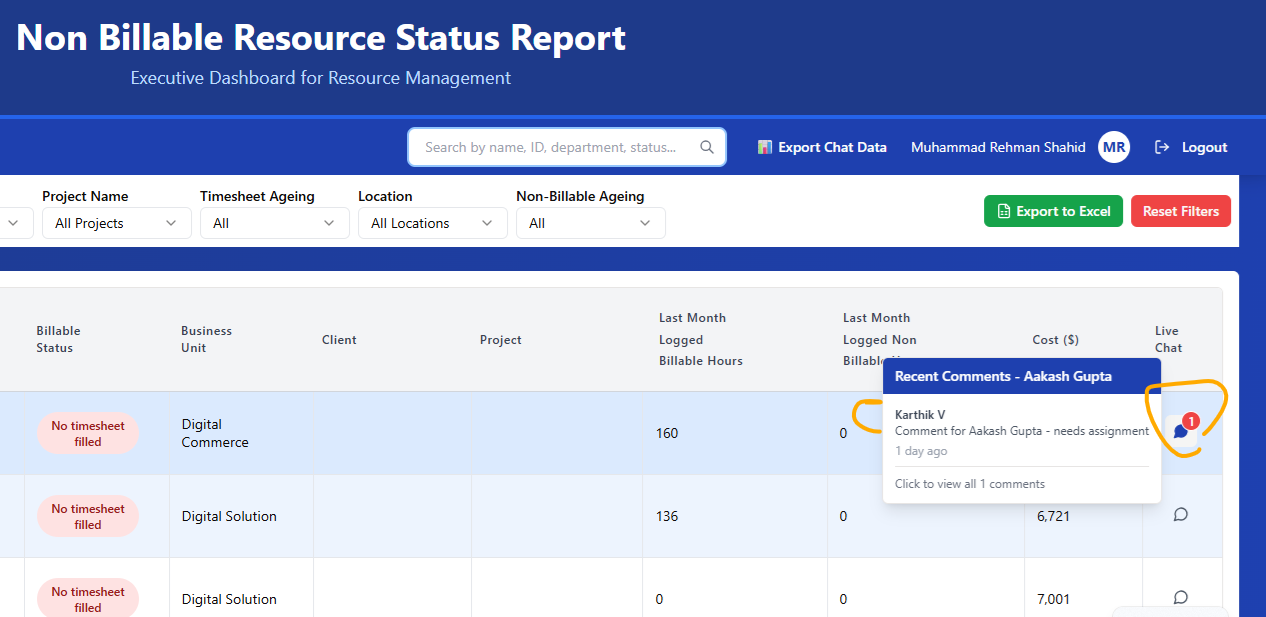 Non Billable Resource Status Report
Executive Dashboard for Resource Management
Search by name, ID, department, status...
Export Chat Data
Muhammad Rehman Shahid
MR
Logout
Project Name
Timesheet Ageing
Location
Non-Billable Ageing
All Projects
All
All Locations
All
Export to Excel
Reset Filters
Billable
Status
Business
Unit
Client
Project
Last Month
Logged
Billable Hours
Last Month
Logged Non
Cost ($)
Live
Chat
Recent Comments - Aakash Gupta
Karthik V
Comment for Aakash Gupta - needs assignment
1 day ago
Click to view all 1 comments
No timesheet
filled
Digital
Commerce
160
0
1
No timesheet
filled
Digital Solution
136
0
6,721
No timesheet
filled
Digital Solution
0
0
7,001